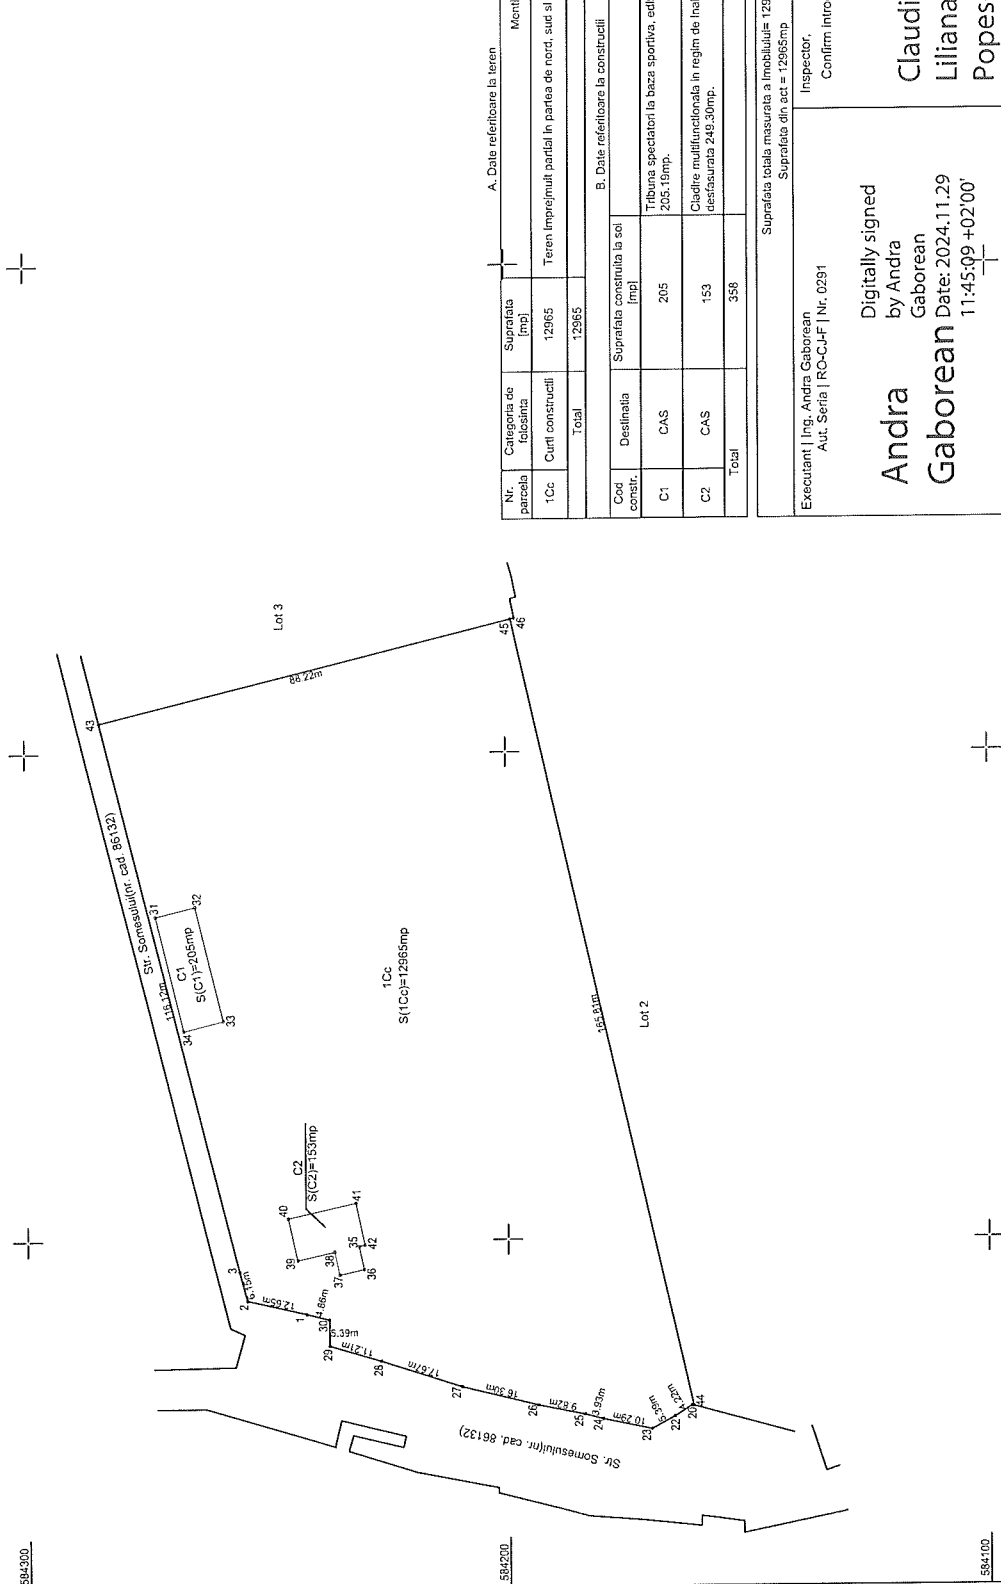 A. Date referitoare la teren
Nr. parcela
Categoria de folosinta
Suprafata [mp]
1Cc
Curti constructii
12965
Teren imprejmuit partial in partea de nord, sud si
Total
12965
B. Date referitoare la constructii
Cod constr.
Destinatia
Suprafata construita la sol [mp]
C1
CAS
205
Tribuna spectatori la baza sportiva,
205.19mp.
C2
CAS
153
Cladire multifunctionala in regim de
desfasurata 249.30mp.
Total
358
Suprafata totala masurata a imobilului= 129
Suprafata din act = 12965mp
Executant | Ing. Andra Gaborean
Aut. Seria | RO-CJ-F | Nr. 0291
Andra
Gaborean
Digitally signed
by Andra
Gaborean
Date: 2024.11.29
11:45:09 +02'00'
Inspector,
Confirm
Claudi
Liliana
Popes
Str. Somesului(nr. cad. 86132)
116.12m
Lot 3
88.22m
43
45
46
31
32
33
34
C1
S(C1)=205mp
1Cc
S(1Cc)=12965mp
165.81m
Lot 2
C2
S(C2)=153mp
40
41
39
38
35
42
37
36
3
2
6.15m
12.65m
1
4.86m
30
5.39m
29
11.21m
28
17.67m
27
16.30m
26
9.82m
25
3.93m
24
10.29m
23
5.39m
22
4.24m
20
44
Str. Somesului(nr. cad. 86132)
584300
584200
584100